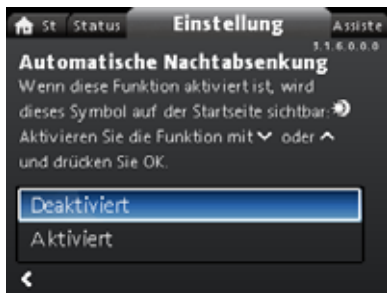 St Status Einstellung Assiste
3.1.6.0.0.0
Automatische Nachtabsenkung
Wenn diese Funktion aktiviert ist, wird
dieses Symbol auf der Startseite sichtbar:
Aktivieren Sie die Funktion mit oder
und drücken Sie OK.
Deaktiviert
Aktiviert